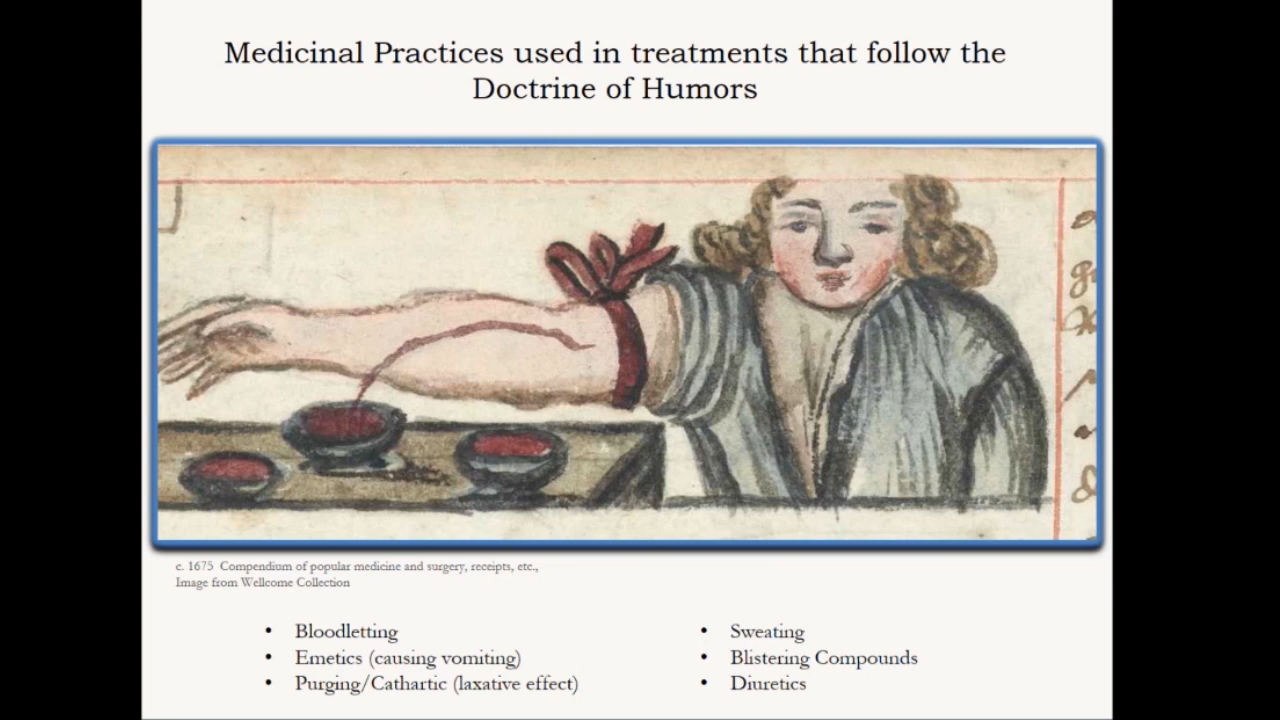 Medicinal Practices used in treatments that follow the
Doctrine of Humors
c. 1675 Compendium of popular medicine and surgery, receipts, etc.,
Image from Wellcome Collection
• Bloodletting
• Emetics (causing vomiting)
• Purging/Cathartic (laxative effect)
• Sweating
• Blistering Compounds
• Diuretics